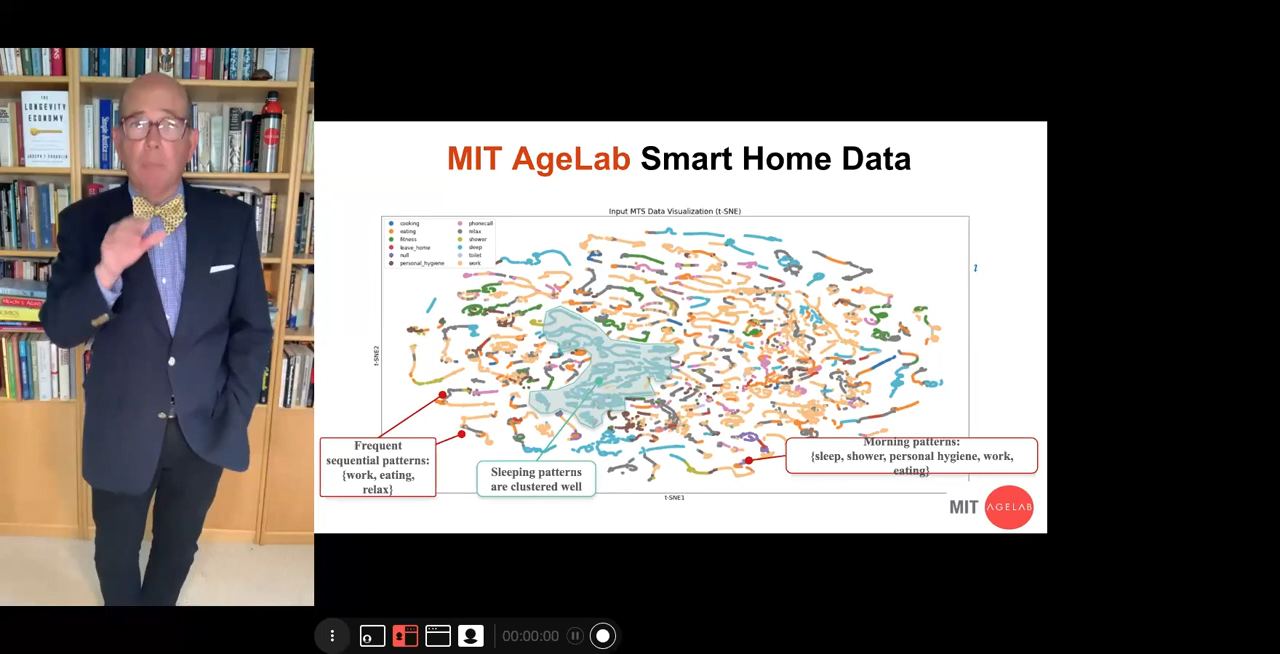 THE
LONGEVITY
ECONOMY
MIT AgeLab Smart Home Data
Input MTS Data Visualization (t-SNE)
cooking
eating
fitness
leave_home
null
personal_hygiene
phonecall
relax
shower
sleep
toilet
work
1
t-SNE2
Frequent
sequential patterns:
{work, eating,
relax}
Sleeping patterns
are clustered well
Morning patterns:
{sleep, shower, personal hygiene, work,
eating}
t-SNE1
MIT AGELAB
00:00:00